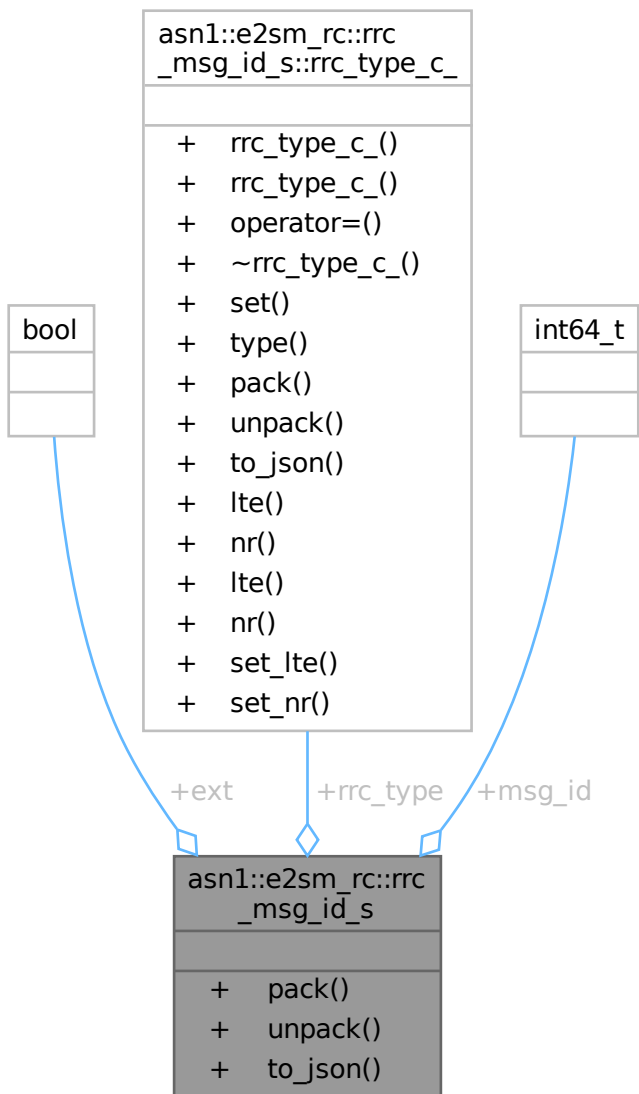 asn1::e2sm_rc::rrc
_msg_id_s::rrc_type_c_
+ rrc_type_c_()
+ rrc_type_c_()
+ operator=()
+ ~rrc_type_c_()
+ set()
+ type()
+ pack()
+ unpack()
+ to_json()
+ lte()
+ nr()
+ lte()
+ nr()
+ set_lte()
+ set_nr()
bool
int64_t
+ext
+rrc_type
+msg_id
asn1::e2sm_rc::rrc
_msg_id_s
+ pack()
+ unpack()
+ to_json()